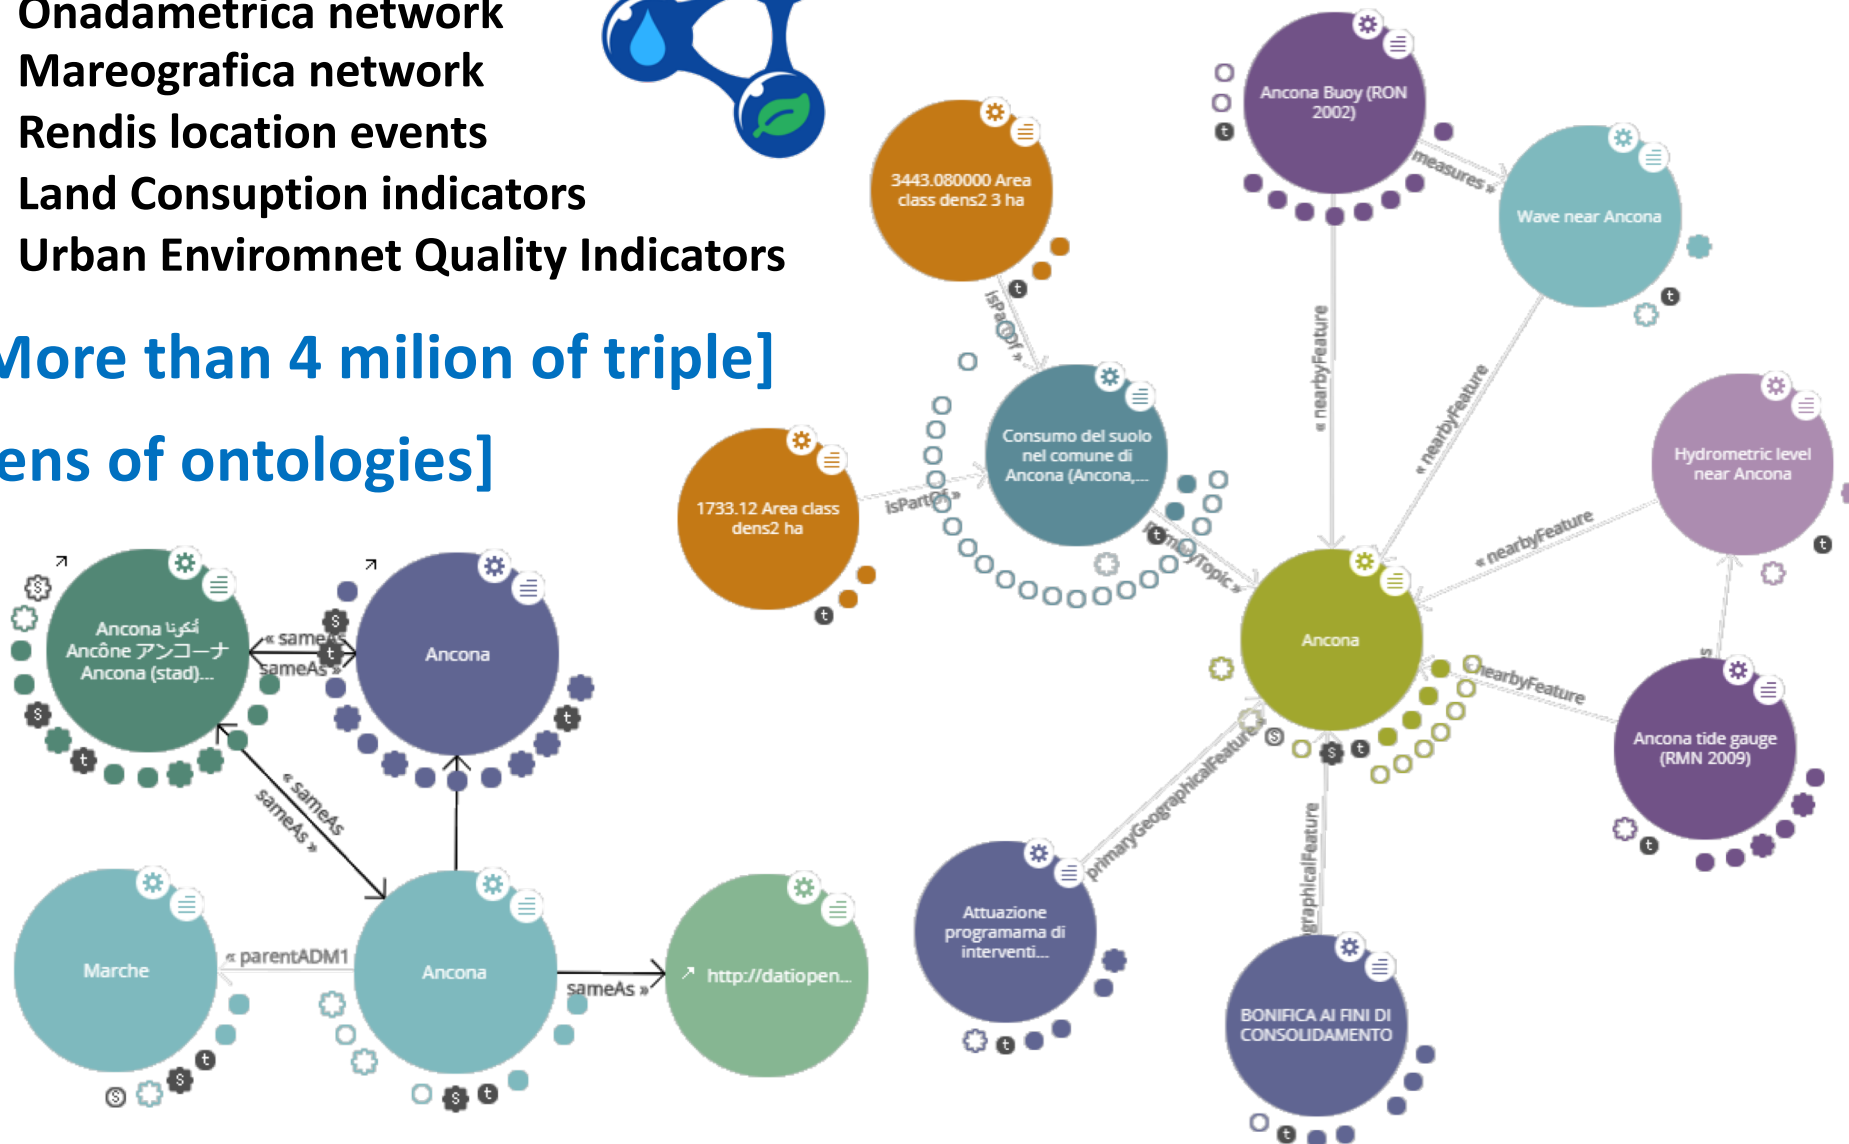 Onadametrica network
Mareografica network
Rendis location events
Land Consuption indicators
Urban Enviromnet Quality Indicators
More than 4 milion of triple]
ens of ontologies]
3443.080000 Area
class dens2 3 ha
isPartOf »
1733.12 Area class
dens2 ha
isPartOf »
Consumo del suolo
nel comune di
Ancona (Ancona,...
primaryTopic »
Ancona Buoy (RON
2002)
measures »
Wave near Ancona
« nearbyFeature
« nearbyFeature
Hydrometric level
near Ancona
« nearbyFeature
Ancona
nearbyFeature
Ancona tide gauge
(RMN 2009)
primaryGeographicalFeature »
graphicalFeature
Attuazione
programama di
interventi...
BONIFICA AI FINI DI
CONSOLIDAMENTO
Ancona أنكونا
Ancône アンコーナ
Ancona (stad)...
« sameAs
sameAs »
Ancona
« sameAs
sameAs »
Marche
« parentADM1
Ancona
sameAs »
http://datiopen...